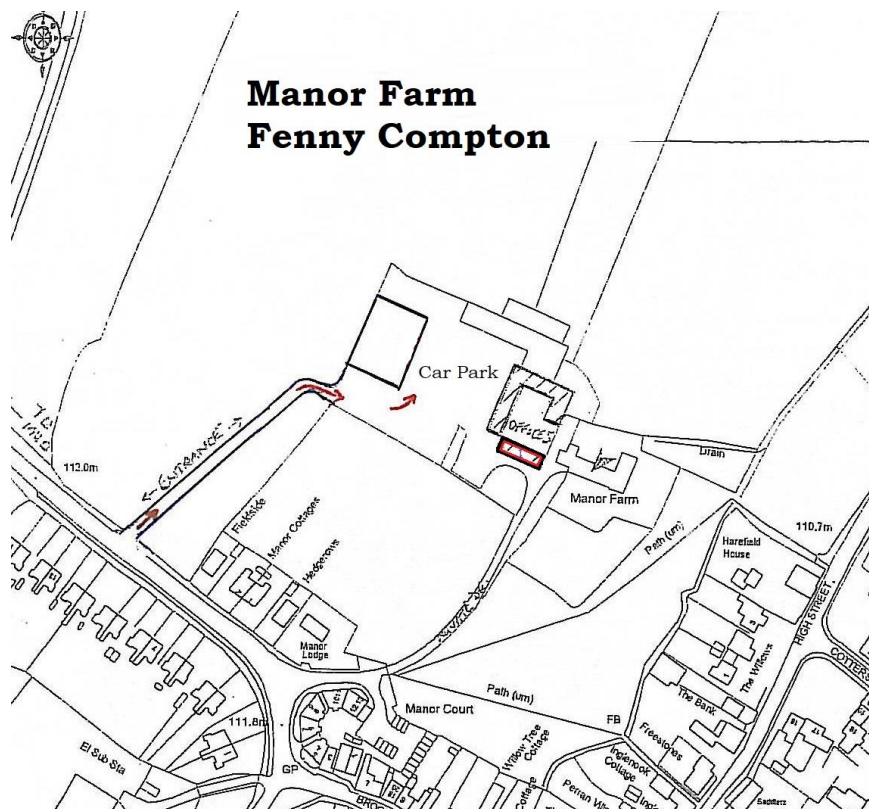 Manor Farm
Fenny Compton
Car Park
OFFICES
← ENTRANCE →
112.0m
Drain
Manor Farm
Path (um)
110.7m
Harefield
House
HIGH STREET
Fieldside
Manor Cottages
Hedgerows
Manor
Lodge
The Willows
The Bank
Freestones
Path (um)
FB
Manor Court
Willow Tree
Cottage
Inglenook
Cottage
111.8m
El Sub Sta
GP